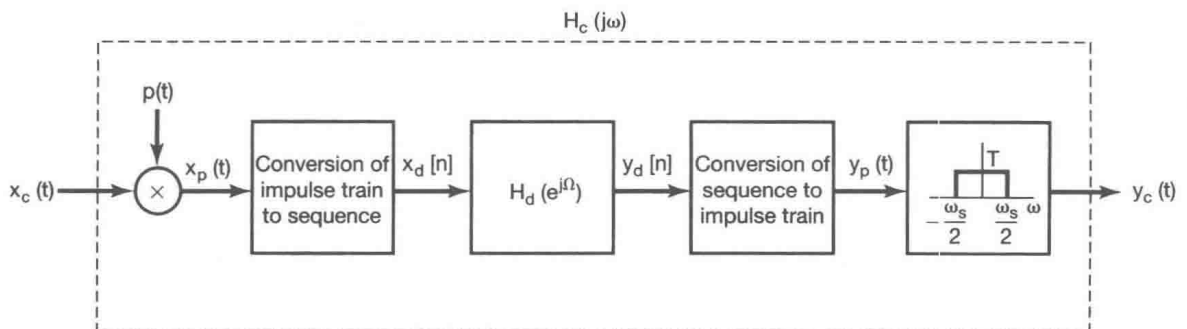 H_c (jω)
p(t)
x_c (t)
×
x_p (t)
Conversion of
impulse train
to sequence
x_d [n]
H_d (e^{jΩ})
y_d [n]
Conversion of
sequence to
impulse train
y_p (t)
T
-ω_s/2 ω_s/2 ω
y_c (t)